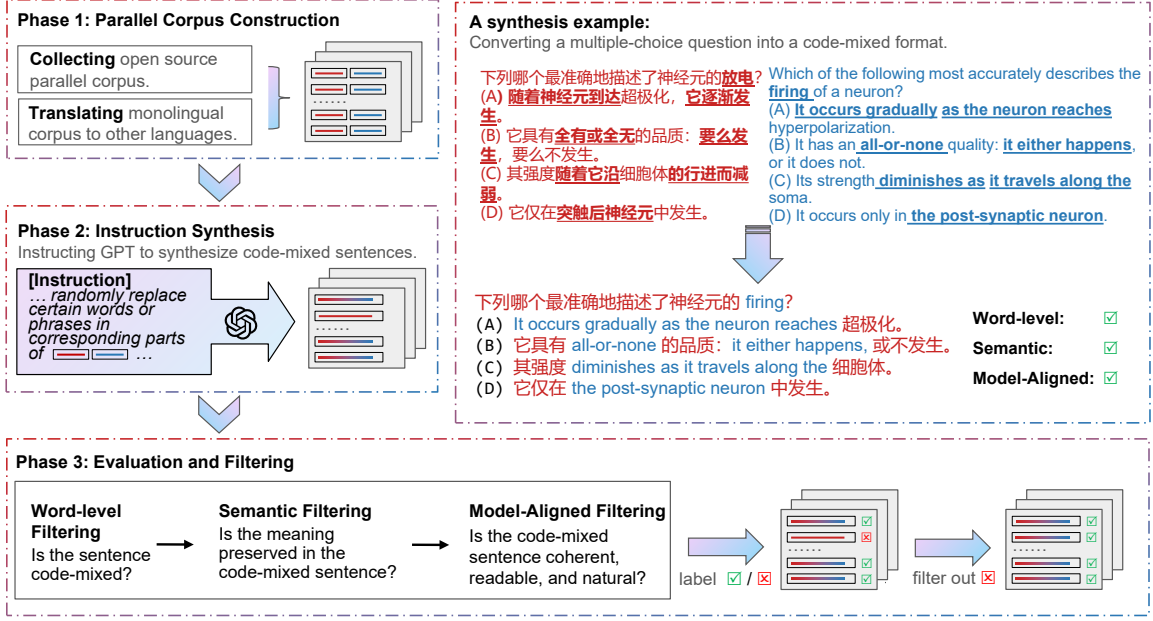 Phase 1: Parallel Corpus Construction
Collecting open source
parallel corpus.
Translating monolingual
corpus to other languages.
......
Phase 2: Instruction Synthesis
Instructing GPT to synthesize code-mixed sentences.
[Instruction]
... randomly replace
certain words or
phrases in
corresponding parts
of ...
......
A synthesis example:
Converting a multiple-choice question into a code-mixed format.
下列哪个最准确地描述了神经元的放电?
(A) 随着神经元到达超极化，它逐渐发
生。
(B) 它具有全有或全无的品质：要么发
生，要么不发生。
(C) 其强度随着它沿细胞体的行进而减
弱。
(D) 它仅在突触后神经元中发生。
Which of the following most accurately describes the
firing of a neuron?
(A) It occurs gradually as the neuron reaches
hyperpolarization.
(B) It has an all-or-none quality: it either happens,
or it does not.
(C) Its strength diminishes as it travels along the
soma.
(D) It occurs only in the post-synaptic neuron.
下列哪个最准确地描述了神经元的 firing?
(A) It occurs gradually as the neuron reaches 超极化。
(B) 它具有 all-or-none 的品质：it either happens, 或不发生。
(C) 其强度 diminishes as it travels along the 细胞体。
(D) 它仅在 the post-synaptic neuron 中发生。
Word-level: ☑
Semantic: ☑
Model-Aligned: ☑
Phase 3: Evaluation and Filtering
Word-level
Filtering
Is the sentence
code-mixed?
Semantic Filtering
Is the meaning
preserved in the
code-mixed sentence?
Model-Aligned Filtering
Is the code-mixed
sentence coherent,
readable, and natural?
label ☑ / ☒
......
filter out ☒
......